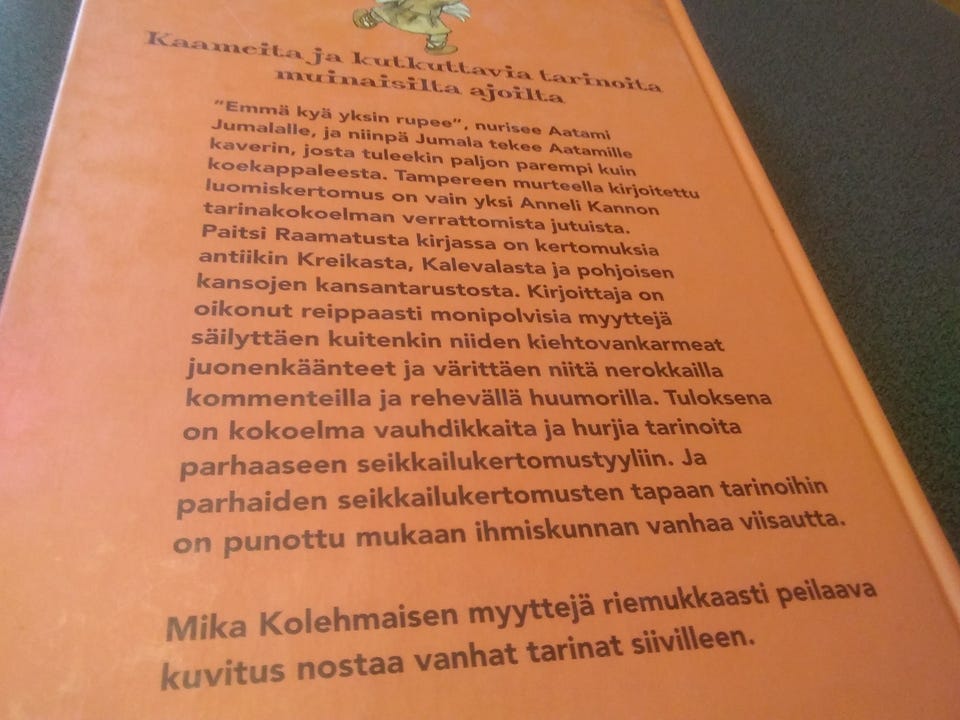 Kaameita ja kutkuttavia tarinoita
muinaisilta ajoilta
"Emmä kyä yksin rupee", nurisee Aatami
Jumalalle, ja niinpä Jumala tekee Aatamille
kaverin, josta tuleekin paljon parempi kuin
koekappaleesta. Tampereen murteella kirjoitettu
luomiskertomus on vain yksi Anneli Kannon
tarinakokoelman verrattomista jutuista.
Paitsi Raamatusta kirjassa on kertomuksia
antiikin Kreikasta, Kalevalasta ja pohjoisen
kansojen kansantarustosta. Kirjoittaja on
oikonut reippaasti monipolvisia myyttejä
säilyttäen kuitenkin niiden kiehtovankarmeat
juonenkäänteet ja värittäen niitä nerokkailla
kommenteilla ja rehevällä huumorilla. Tuloksena
on kokoelma vauhdikkaita ja hurjia tarinoita
parhaaseen seikkailukertomustyyliin. Ja
parhaiden seikkailukertomusten tapaan tarinoihin
on punottu mukaan ihmiskunnan vanhaa viisautta.
Mika Kolehmaisen myyttejä riemukkaasti peilaava
kuvitus nostaa vanhat tarinat siivilleen.